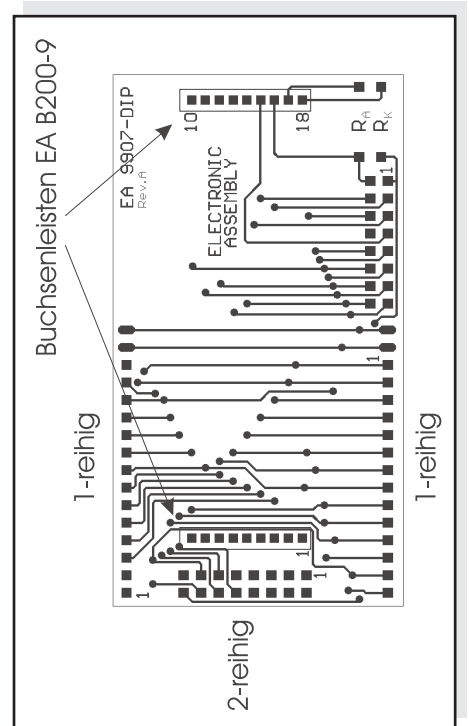 Buchsenleisten EA B200-9
EA 9907-DIP
Rev.A
10
18
ELECTRONIC
ASSEMBLY
RA
RK
1
1-reihig
1
1-reihig
1
1
1
2-reihig